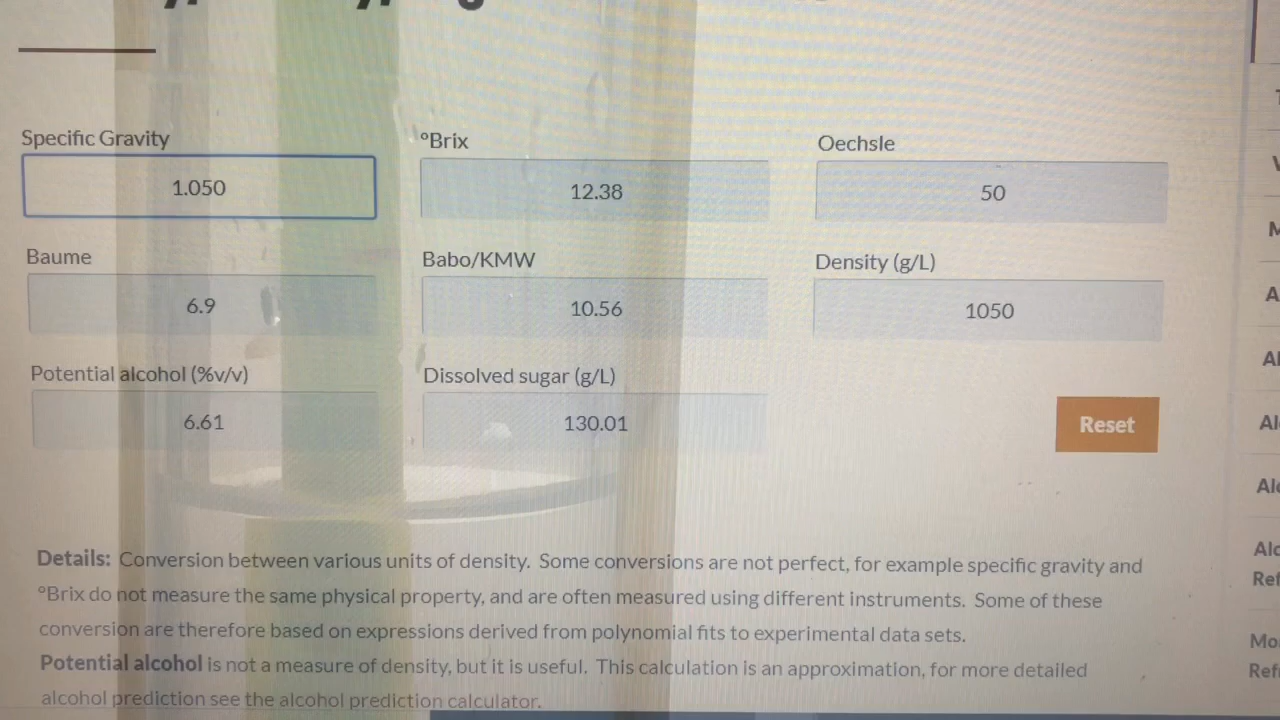 Specific Gravity
°Brix
Oechsle
1.050
12.38
50
Baume
Babo/KMW
Density (g/L)
6.9
10.56
1050
Potential alcohol (%v/v)
Dissolved sugar (g/L)
6.61
130.01
Reset
Details: Conversion between various units of density. Some conversions are not perfect, for example specific gravity and
°Brix do not measure the same physical property, and are often measured using different instruments. Some of these
conversion are therefore based on expressions derived from polynomial fits to experimental data sets.
Potential alcohol is not a measure of density, but it is useful. This calculation is an approximation, for more detailed
alcohol prediction see the alcohol prediction calculator.